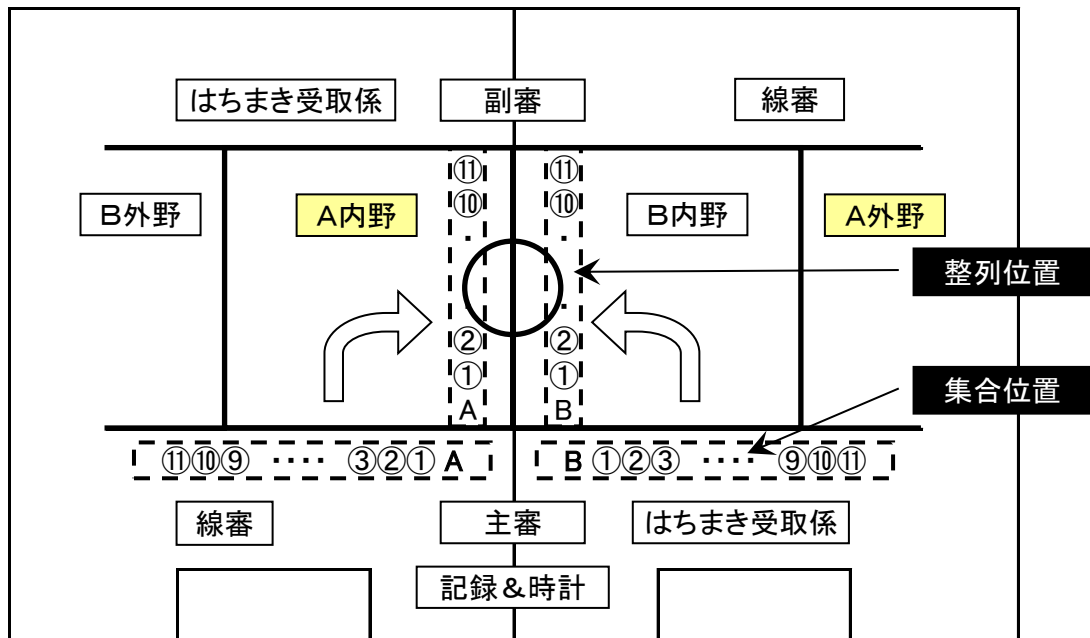 はちまき受取係 副審 線審
⑪ ⑪
⑩ ⑩
B外野 A内野 ・ ・ B内野 A外野
整列位置
・ ・
② ②
① ①
集合位置
A B
⑪⑩⑨ ・・・・ ③②① A B ①②③ ・・・・ ⑨⑩⑪
線審 主審 はちまき受取係
記録&時計